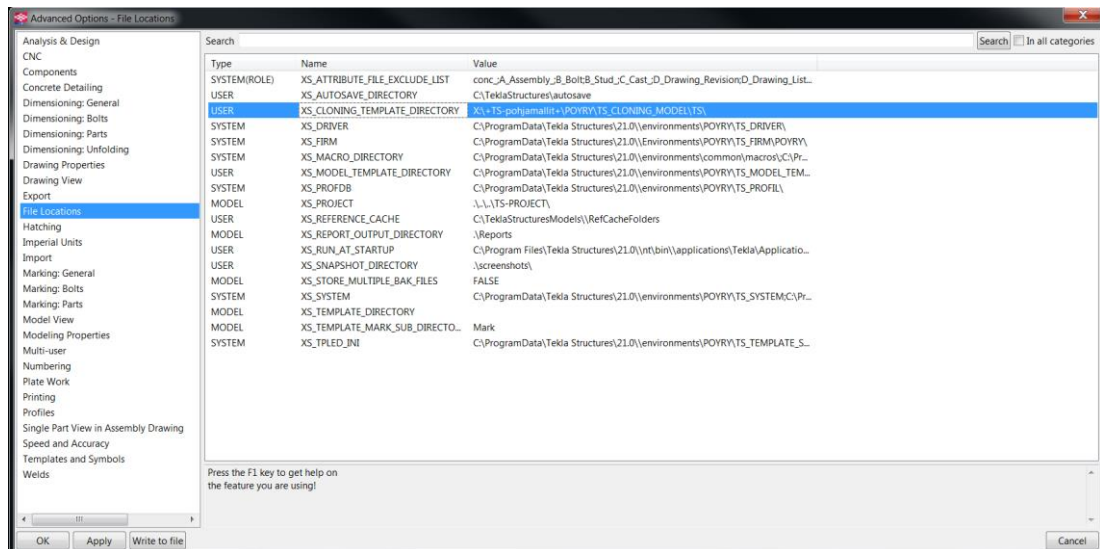 Advanced Options - File Locations
Analysis & Design
CNC
Components
Concrete Detailing
Dimensioning: General
Dimensioning: Bolts
Dimensioning: Parts
Dimensioning: Unfolding
Drawing Properties
Drawing View
Export
File Locations
Hatching
Imperial Units
Import
Marking: General
Marking: Bolts
Marking: Parts
Model View
Modeling Properties
Multi-user
Numbering
Plate Work
Printing
Profiles
Single Part View in Assembly Drawing
Speed and Accuracy
Templates and Symbols
Welds
Search Search In all categories
Type Name Value
SYSTEM(ROLE) XS_ATTRIBUTE_FILE_EXCLUDE_LIST conc_;A_Assembly_;B_Bolt;B_Stud_;C_Cast_;D_Drawing_Revision;D_Drawing_List...
USER XS_AUTOSAVE_DIRECTORY C:\TeklaStructures\autosave
USER XS_CLONING_TEMPLATE_DIRECTORY X:\+TS-pohjamallit+\POYRY\TS_CLONING_MODEL\TS\
SYSTEM XS_DRIVER C:\ProgramData\Tekla Structures\21.0\\environments\POYRY\TS_DRIVER\
SYSTEM XS_FIRM C:\ProgramData\Tekla Structures\21.0\\Environments\POYRY\TS_FIRM\POYRY\
SYSTEM XS_MACRO_DIRECTORY C:\ProgramData\Tekla Structures\21.0\\environments\common\macros\;C:\Pr...
USER XS_MODEL_TEMPLATE_DIRECTORY C:\ProgramData\Tekla Structures\21.0\\environments\POYRY\TS_MODEL_TEM...
SYSTEM XS_PROFDB C:\ProgramData\Tekla Structures\21.0\\environments\POYRY\TS_PROFIL\
MODEL XS_PROJECT .\..\..\TS-PROJECT\
USER XS_REFERENCE_CACHE C:\TeklaStructuresModels\\RefCacheFolders
MODEL XS_REPORT_OUTPUT_DIRECTORY .\Reports
USER XS_RUN_AT_STARTUP C:\Program Files\Tekla Structures\21.0\\nt\bin\\applications\Tekla\Applicatio...
USER XS_SNAPSHOT_DIRECTORY .\screenshots\
MODEL XS_STORE_MULTIPLE_BAK_FILES FALSE
SYSTEM XS_SYSTEM C:\ProgramData\Tekla Structures\21.0\\environments\POYRY\TS_SYSTEM;C:\Pr...
MODEL XS_TEMPLATE_DIRECTORY
MODEL XS_TEMPLATE_MARK_SUB_DIRECTO... Mark
SYSTEM XS_TPLED_INI C:\ProgramData\Tekla Structures\21.0\\environments\POYRY\TS_TEMPLATE_S...
Press the F1 key to get help on
the feature you are using!
OK Apply Write to file Cancel